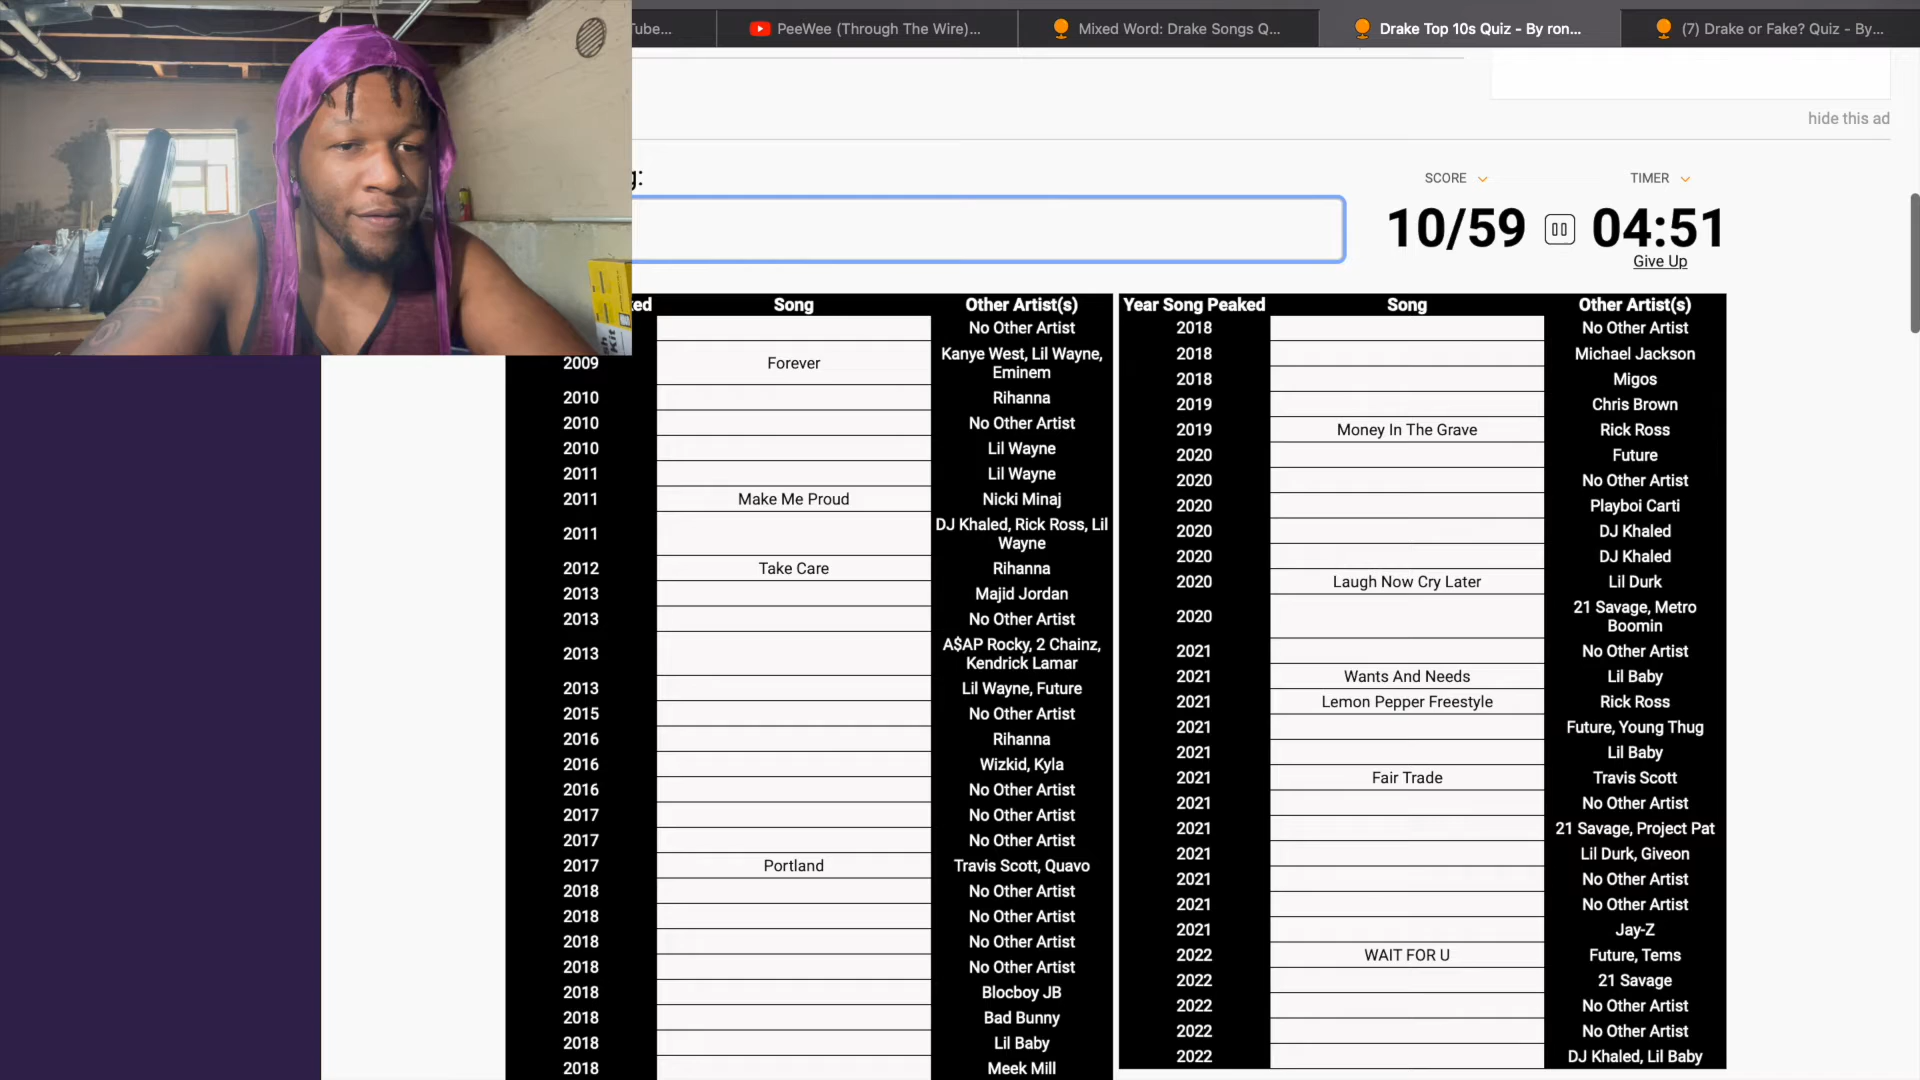 Tube...
PeeWee (Through The Wire)...
Mixed Word: Drake Songs Q...
Drake Top 10s Quiz - By ron...
(7) Drake or Fake? Quiz - By...
hide this ad
g:
SCORE
TIMER
10/59
04:51
Give Up
ked Song Other Artist(s)
No Other Artist
2009 Forever Kanye West, Lil Wayne,
Eminem
2010 Rihanna
2010 No Other Artist
2010 Lil Wayne
2011 Lil Wayne
2011 Make Me Proud Nicki Minaj
2011 DJ Khaled, Rick Ross, Lil
Wayne
2012 Take Care Rihanna
2013 Majid Jordan
2013 No Other Artist
2013 A$AP Rocky, 2 Chainz,
Kendrick Lamar
2013 Lil Wayne, Future
2015 No Other Artist
2016 Rihanna
2016 Wizkid, Kyla
2016 No Other Artist
2017 No Other Artist
2017 No Other Artist
2017 Portland Travis Scott, Quavo
2018 No Other Artist
2018 No Other Artist
2018 No Other Artist
2018 No Other Artist
2018 Blocboy JB
2018 Bad Bunny
2018 Lil Baby
2018 Meek Mill
Year Song Peaked Song Other Artist(s)
2018 No Other Artist
2018 Michael Jackson
2018 Migos
2019 Chris Brown
2019 Money In The Grave Rick Ross
2020 Future
2020 No Other Artist
2020 Playboi Carti
2020 DJ Khaled
2020 DJ Khaled
2020 Laugh Now Cry Later Lil Durk
2020 21 Savage, Metro
Boomin
2021 No Other Artist
2021 Wants And Needs Lil Baby
2021 Lemon Pepper Freestyle Rick Ross
2021 Future, Young Thug
2021 Lil Baby
2021 Fair Trade Travis Scott
2021 No Other Artist
2021 21 Savage, Project Pat
2021 Lil Durk, Giveon
2021 No Other Artist
2021 No Other Artist
2021 Jay-Z
2022 WAIT FOR U Future, Tems
2022 21 Savage
2022 No Other Artist
2022 No Other Artist
2022 DJ Khaled, Lil Baby